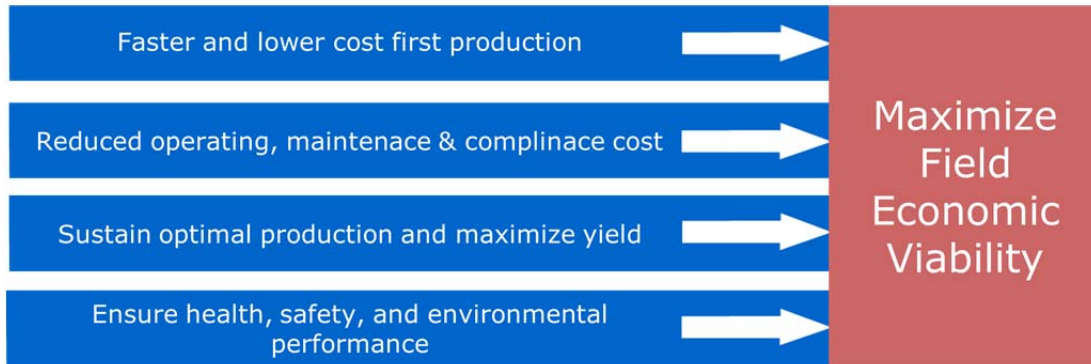 Faster and lower cost first production
Reduced operating, maintenace & complinace cost
Sustain optimal production and maximize yield
Ensure health, safety, and environmental
performance
Maximize
Field
Economic
Viability